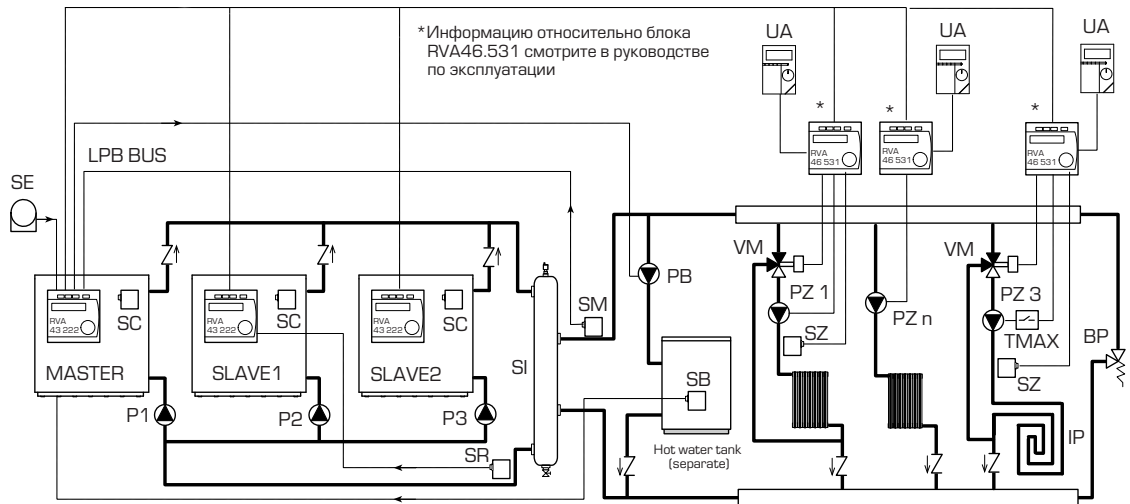 *Информацию относительно блока
RVA46.531 смотрите в руководстве
по эксплуатации
UA
UA
UA
*
*
*
LPB BUS
RVA
46 531
RVA
46 531
RVA
46 531
SE
VM
VM
PB
PZ 1
PZ n
PZ 3
SM
SC
SC
SC
RVA
43 222
RVA
43 222
RVA
43 222
MASTER
SLAVE1
SLAVE2
SI
SZ
TMAX
BP
SZ
SB
P1
P2
P3
SR
IP
Hot water tank
(separate)